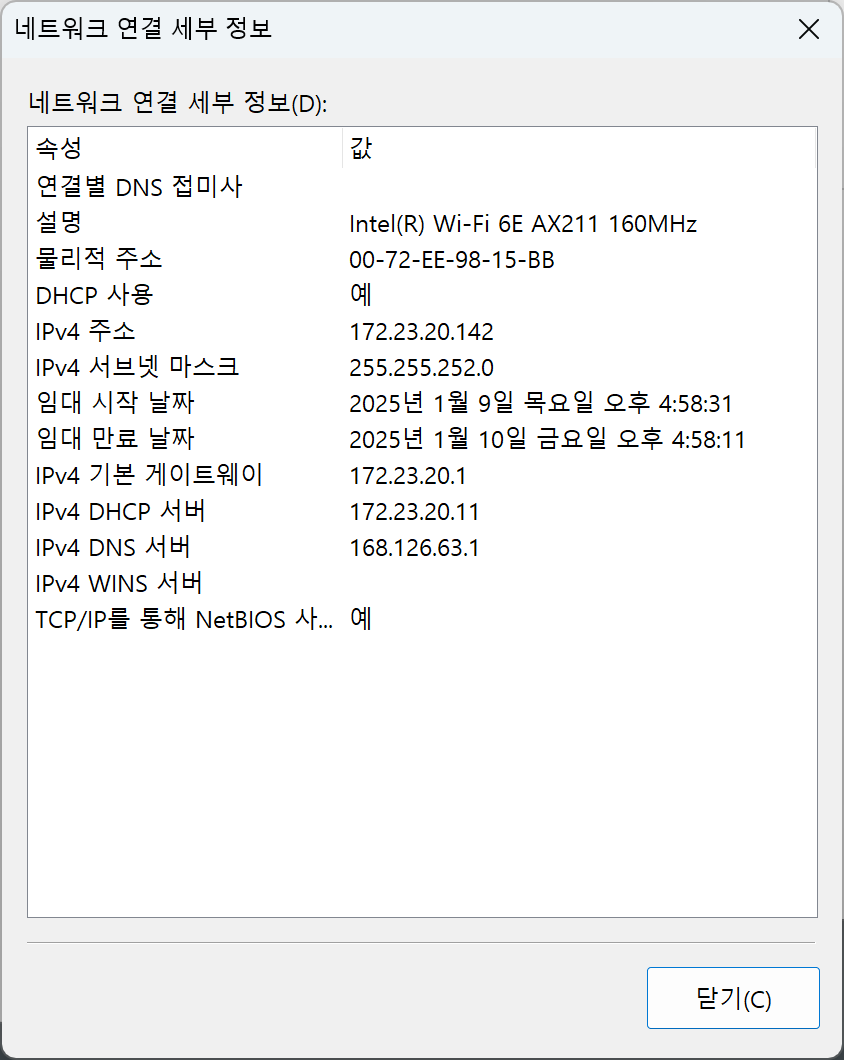 네트워크 연결 세부 정보
네트워크 연결 세부 정보(D):
속성 값
연결별 DNS 접미사
설명 Intel(R) Wi-Fi 6E AX211 160MHz
물리적 주소 00-72-EE-98-15-BB
DHCP 사용 예
IPv4 주소 172.23.20.142
IPv4 서브넷 마스크 255.255.252.0
임대 시작 날짜 2025년 1월 9일 목요일 오후 4:58:31
임대 만료 날짜 2025년 1월 10일 금요일 오후 4:58:11
IPv4 기본 게이트웨이 172.23.20.1
IPv4 DHCP 서버 172.23.20.11
IPv4 DNS 서버 168.126.63.1
IPv4 WINS 서버
TCP/IP를 통해 NetBIOS 사... 예
닫기(C)